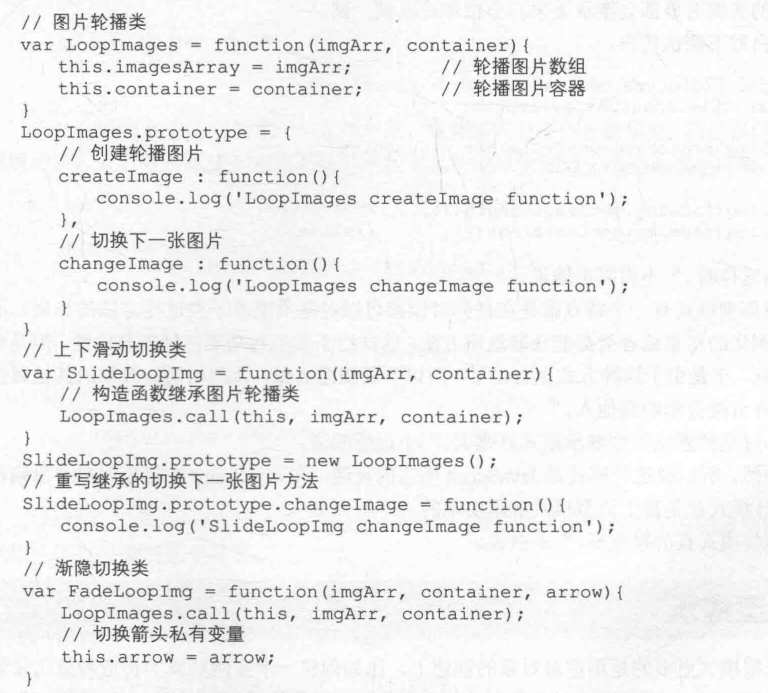 // 图片轮播类
var LoopImages = function(imgArr, container){
   this.imagesArray = imgArr;        // 轮播图片数组
   this.container = container;       // 轮播图片容器
}
LoopImages.prototype = {
   // 创建轮播图片
   createImage : function(){
      console.log('LoopImages createImage function');
   },
   // 切换下一张图片
   changeImage : function(){
      console.log('LoopImages changeImage function');
   }
}
// 上下滑动切换类
var SlideLoopImg = function(imgArr, container){
   // 构造函数继承图片轮播类
   LoopImages.call(this, imgArr, container);
}
SlideLoopImg.prototype = new LoopImages();
// 重写继承的切换下一张图片方法
SlideLoopImg.prototype.changeImage = function(){
   console.log('SlideLoopImg changeImage function');
}
// 渐隐切换类
var FadeLoopImg = function(imgArr, container, arrow){
   LoopImages.call(this, imgArr, container);
   // 切换箭头私有变量
   this.arrow = arrow;
}